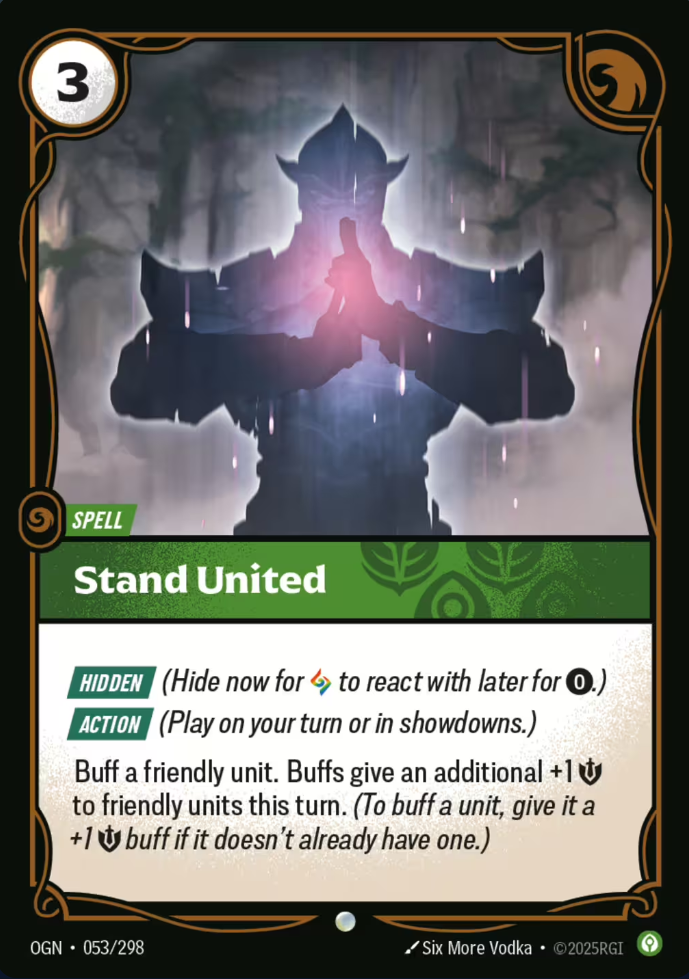 3
SPELL
Stand United
HIDDEN (Hide now for to react with later for 0.)
ACTION (Play on your turn or in showdowns.)
Buff a friendly unit. Buffs give an additional +1
to friendly units this turn. (To buff a unit, give it a
+1 buff if it doesn't already have one.)
OGN • 053/298
Six More Vodka • ©2025RGI